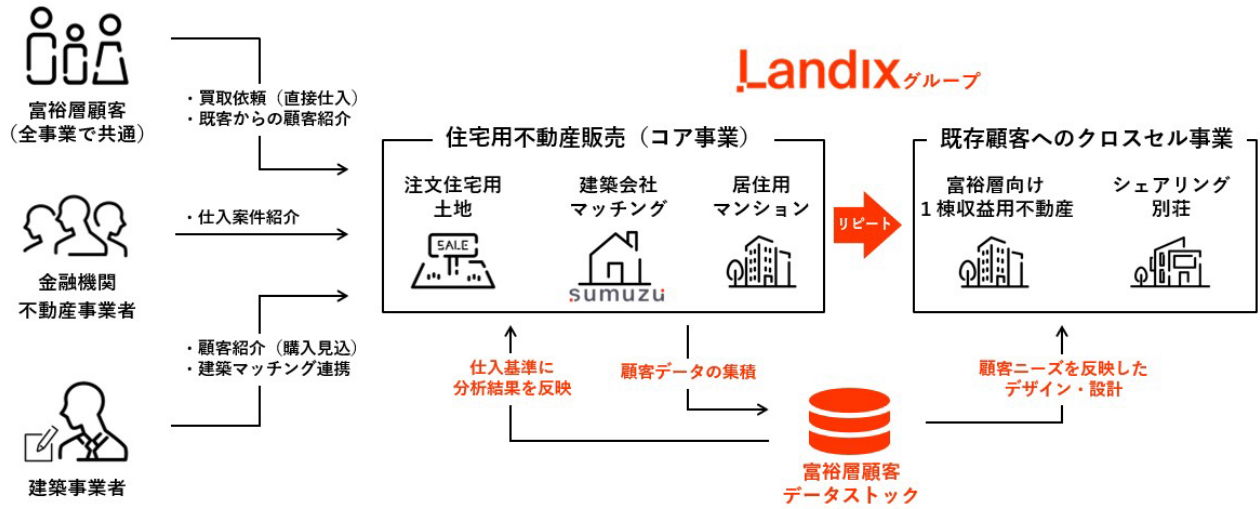 富裕層顧客
（全事業で共通）
・買取依頼（直接仕入）
・既客からの顧客紹介
金融機関
不動産事業者
・仕入案件紹介
建築事業者
・顧客紹介（購入見込）
・建築マッチング連携
Landıxグループ
住宅用不動産販売（コア事業）
注文住宅用
土地
SALE
建築会社
マッチング
sumuzu
居住用
マンション
リピート
既存顧客へのクロスセル事業
富裕層向け
１棟収益用不動産
シェアリング
別荘
仕入基準に
分析結果を反映
顧客データの集積
顧客ニーズを反映した
デザイン・設計
富裕層顧客
データストック